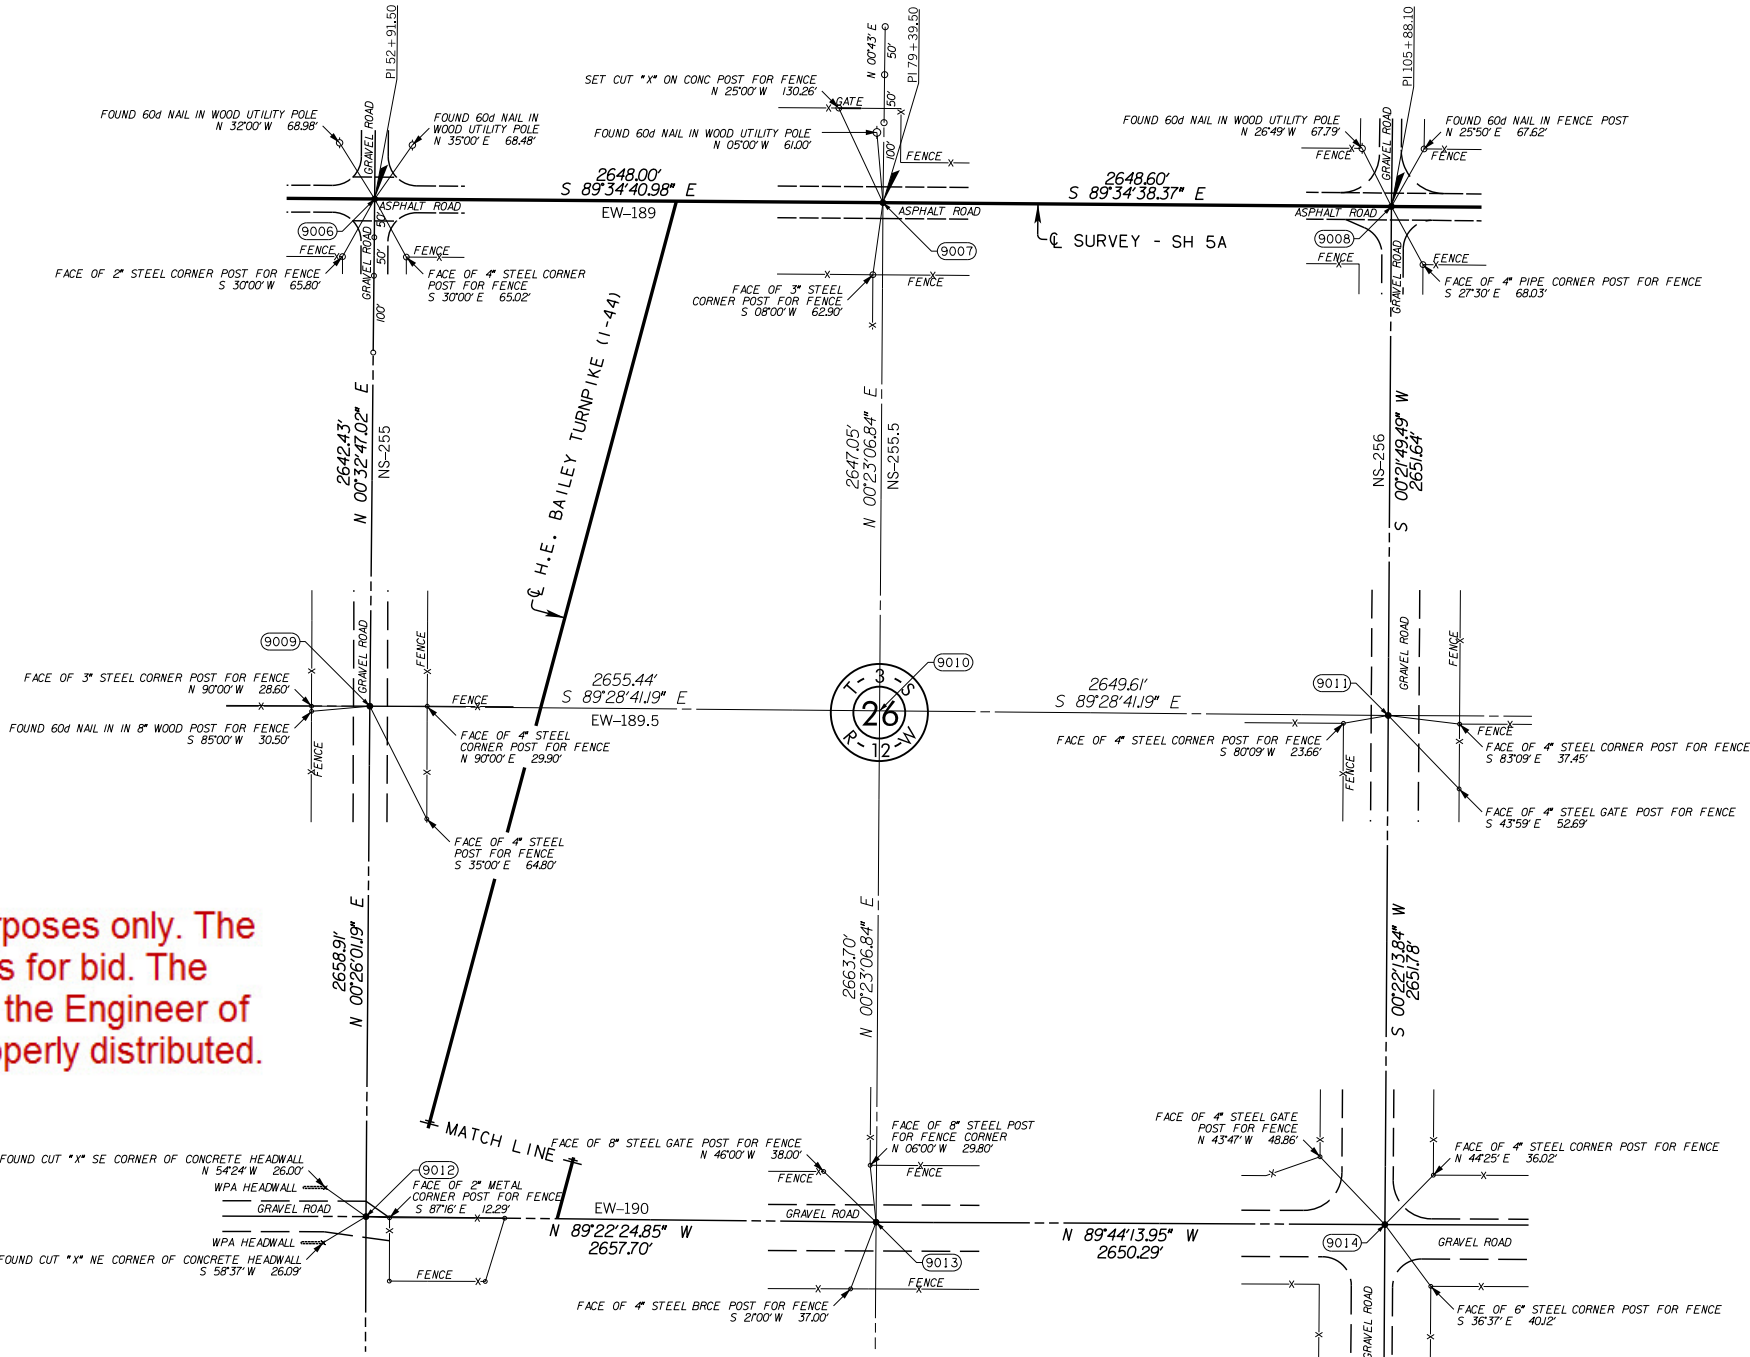 PI 52+91.50
PI 79+39.50
PI 105+88.10
N 00°43' E
50'
50'
100'
SET CUT "X" ON CONC POST FOR FENCE
N 25°00' W 130.26'
GATE
FOUND 60d NAIL IN WOOD UTILITY POLE
N 32°00' W 68.98'
FOUND 60d NAIL IN
WOOD UTILITY POLE
N 35°00' E 68.48'
FOUND 60d NAIL IN WOOD UTILITY POLE
N 05°00' W 61.00'
FENCE
FOUND 60d NAIL IN WOOD UTILITY POLE
N 26°49' W 67.79'
FENCE
FOUND 60d NAIL IN FENCE POST
N 25°50' E 67.62'
FENCE
GRAVEL ROAD
GRAVEL ROAD
2648.00'
S 89°34'40.98" E
EW-189
2648.60'
S 89°34'38.37" E
ASPHALT ROAD
ASPHALT ROAD
ASPHALT ROAD
9006
9007
9008
℄ SURVEY - SH 5A
50'
50'
100'
GRAVEL ROAD
GRAVEL ROAD
FENCE
FENCE
FACE OF 2" STEEL CORNER POST FOR FENCE
S 30°00' W 65.80'
FACE OF 4" STEEL CORNER
POST FOR FENCE
S 30°00' E 65.02'
FACE OF 3" STEEL
CORNER POST FOR FENCE
S 08°00' W 62.90'
FENCE
FENCE
FENCE
FACE OF 4" PIPE CORNER POST FOR FENCE
S 27°30' E 68.03'
℄ H.E. BAILEY TURNPIKE (I-44)
2642.43'
N 00°32'47.02" E
NS-255
2647.05'
N 00°23'06.84" E
NS-255.5
NS-256
S 00°21'49.49" W
2651.64'
9009
GRAVEL ROAD
FENCE
FACE OF 3" STEEL CORNER POST FOR FENCE
N 90°00' W 28.60'
FOUND 60d NAIL IN IN 8" WOOD POST FOR FENCE
S 85°00' W 30.50'
FENCE
FENCE
FACE OF 4" STEEL
CORNER POST FOR FENCE
N 90°00' E 29.90'
FACE OF 4" STEEL
POST FOR FENCE
S 35°00' E 64.80'
2655.44'
S 89°28'41.19" E
EW-189.5
9010
T-3-S
26
R-12-W
2649.61'
S 89°28'41.19" E
9011
GRAVEL ROAD
FENCE
FACE OF 4" STEEL CORNER POST FOR FENCE
S 80°09' W 23.66'
FENCE
FENCE
FACE OF 4" STEEL CORNER POST FOR FENCE
S 83°09' E 37.45'
FACE OF 4" STEEL GATE POST FOR FENCE
S 43°59' E 52.69'
rposes only. The
s for bid. The
the Engineer of
operly distributed.
2658.91'
N 00°26'01.19" E
2663.70'
N 00°23'06.84" E
S 00°22'13.84" W
2651.78'
MATCH LINE
FOUND CUT "X" SE CORNER OF CONCRETE HEADWALL
N 54°24' W 26.00'
WPA HEADWALL
GRAVEL ROAD
WPA HEADWALL
FOUND CUT "X" NE CORNER OF CONCRETE HEADWALL
S 58°37' W 26.09'
9012
FACE OF 2" METAL
CORNER POST FOR FENCE
S 87°16' E 12.29'
FENCE
EW-190
N 89°22'24.85" W
2657.70'
FACE OF 8" STEEL GATE POST FOR FENCE
N 46°00' W 38.00'
FENCE
FACE OF 8" STEEL POST
FOR FENCE CORNER
N 06°00' W 29.80'
FENCE
GRAVEL ROAD
9013
FENCE
FACE OF 4" STEEL BRCE POST FOR FENCE
S 21°00' W 37.00'
N 89°44'13.95" W
2650.29'
FACE OF 4" STEEL GATE
POST FOR FENCE
N 43°47' W 48.86'
FACE OF 4" STEEL CORNER POST FOR FENCE
N 44°25' E 36.02'
9014
GRAVEL ROAD
GRAVEL ROAD
FACE OF 6" STEEL CORNER POST FOR FENCE
S 36°37' E 40.12'